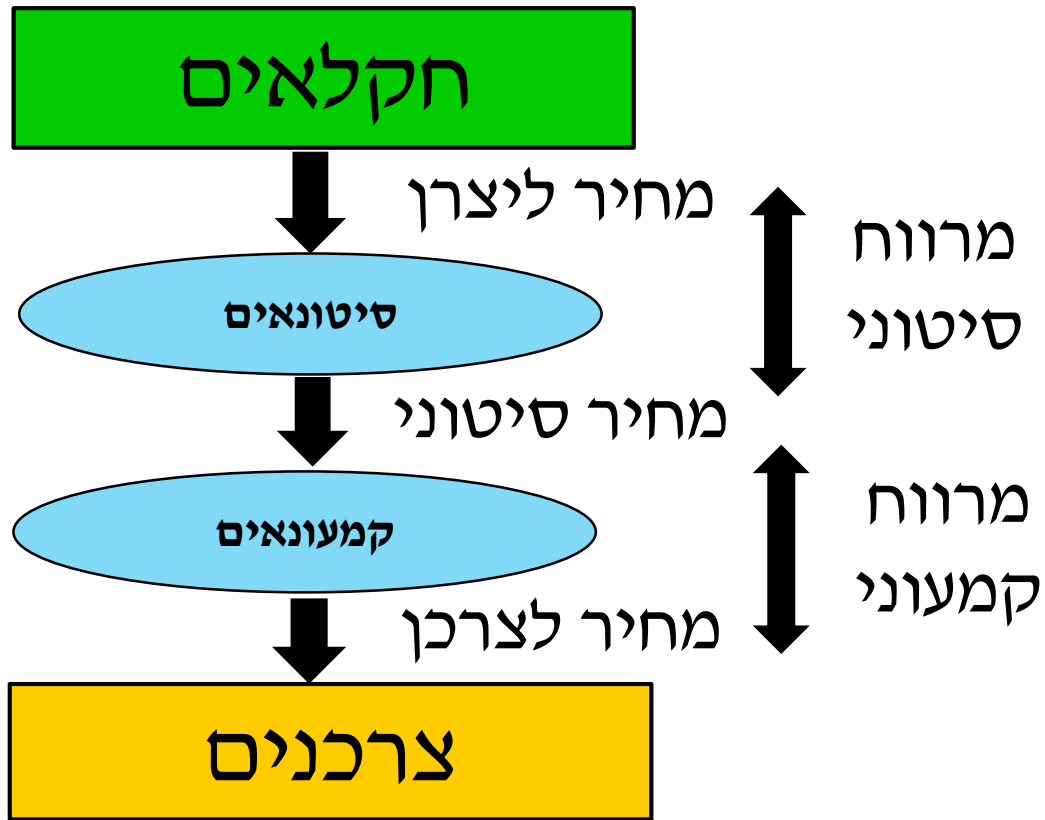 חקלאים
מחיר ליצרן
מרווח
סיטוני
סיטונאים
מחיר סיטוני
מרווח
קמעוני
קמעונאים
מחיר לצרכן
צרכנים